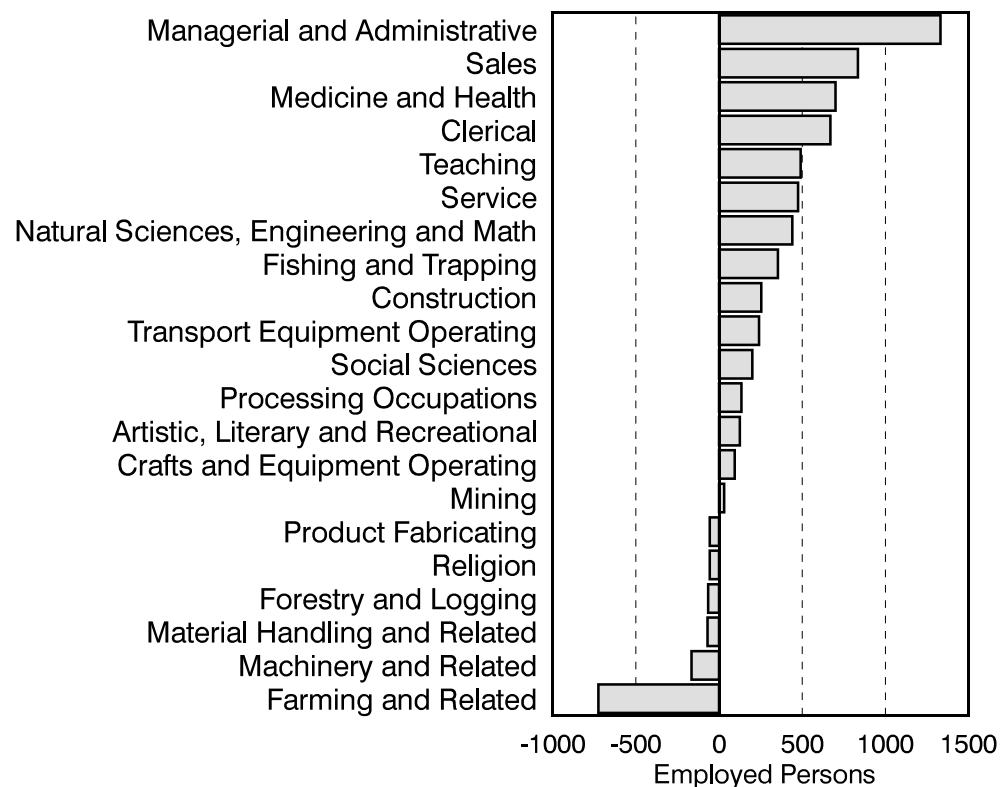 Managerial and Administrative
Sales
Medicine and Health
Clerical
Teaching
Service
Natural Sciences, Engineering and Math
Fishing and Trapping
Construction
Transport Equipment Operating
Social Sciences
Processing Occupations
Artistic, Literary and Recreational
Crafts and Equipment Operating
Mining
Product Fabricating
Religion
Forestry and Logging
Material Handling and Related
Machinery and Related
Farming and Related
-1000 -500 0 500 1000 1500
Employed Persons